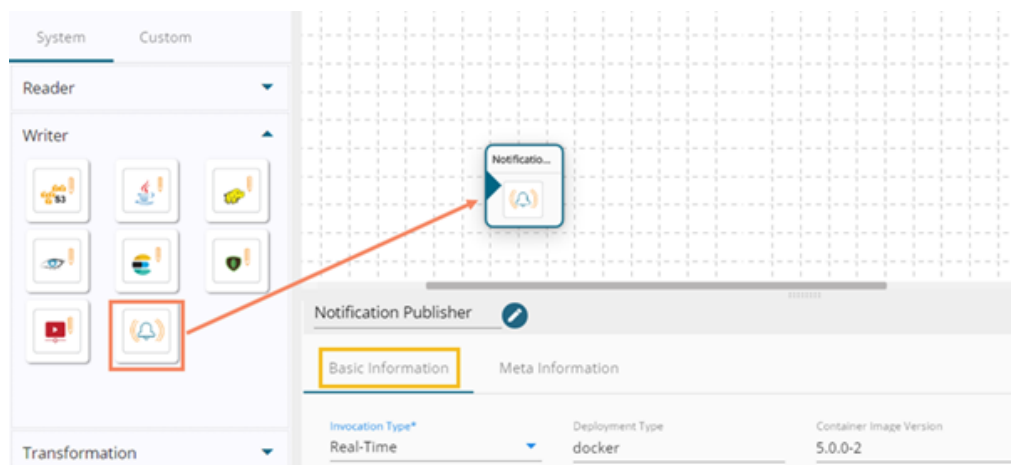 System Custom
Reader
Writer
S3
Notificatio...
Notification Publisher
Basic Information Meta Information
Invocation Type* Deployment Type Container Image Version
Real-Time docker 5.0.0-2
Transformation